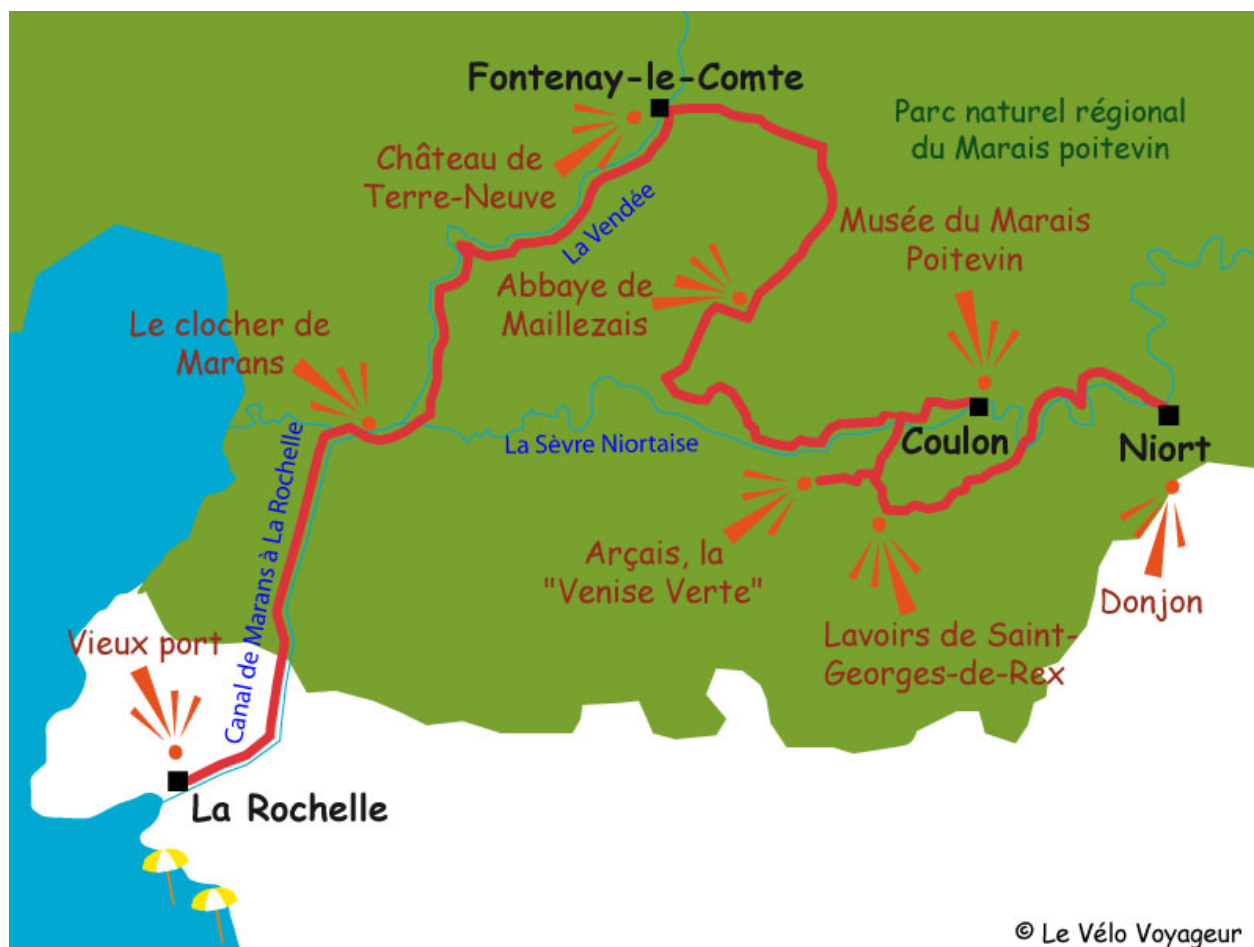 Fontenay-le-Comte
Parc naturel régional
du Marais poitevin
Château de
Terre-Neuve
La Vendée
Musée du Marais
Poitevin
Abbaye de
Maillezais
Le clocher de
Marans
La Sèvre Niortaise
Coulon
Niort
Canal de Marans à La Rochelle
Arçais, la
"Venise Verte"
Lavoirs de Saint-
Georges-de-Rex
Donjon
Vieux port
La Rochelle
© Le Vélo Voyageur